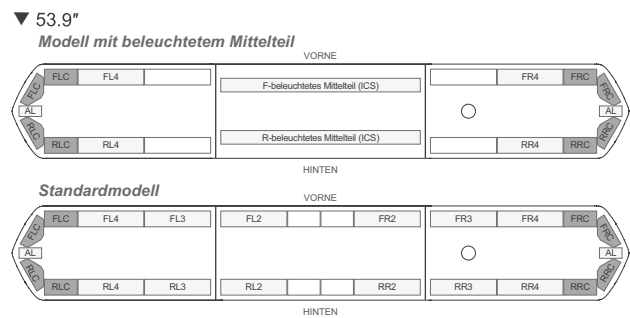 ▼ 53.9″
Modell mit beleuchtetem Mittelteil
VORNE
FLC FLC FL4 FR4 FRC FRC
F-beleuchtetes Mittelteil (ICS)
AL AL
R-beleuchtetes Mittelteil (ICS)
RLC RLC RL4 RR4 RRC RRC
HINTEN
Standardmodell
VORNE
FLC FLC FL4 FL3 FL2 FR2 FR3 FR4 FRC FRC
AL AL
RLC RLC RL4 RL3 RL2 RR2 RR3 RR4 RRC RRC
HINTEN